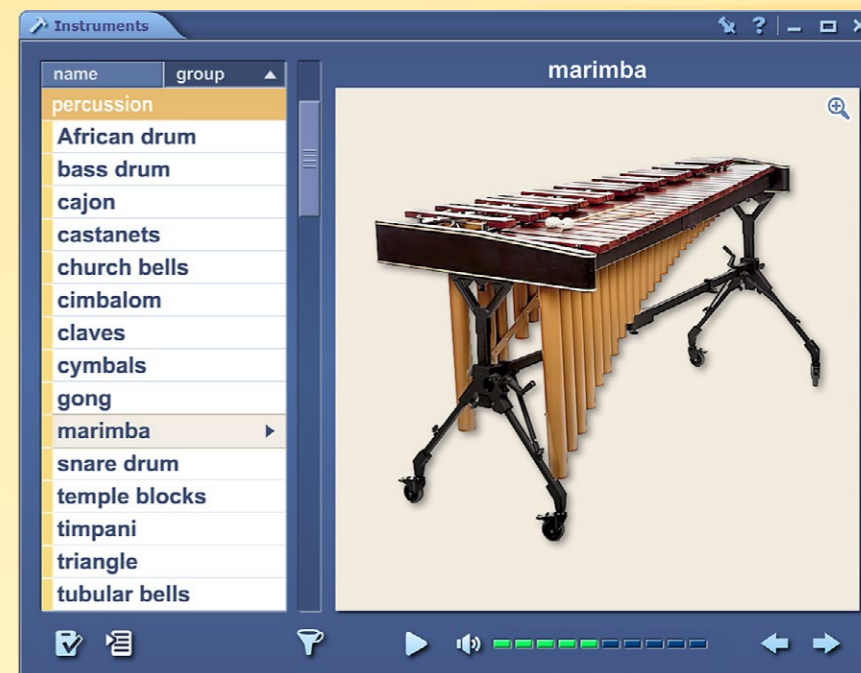 Instruments
name group
marimba
percussion
African drum
bass drum
cajon
castanets
church bells
cimbalom
claves
cymbals
gong
marimba
snare drum
temple blocks
timpani
triangle
tubular bells